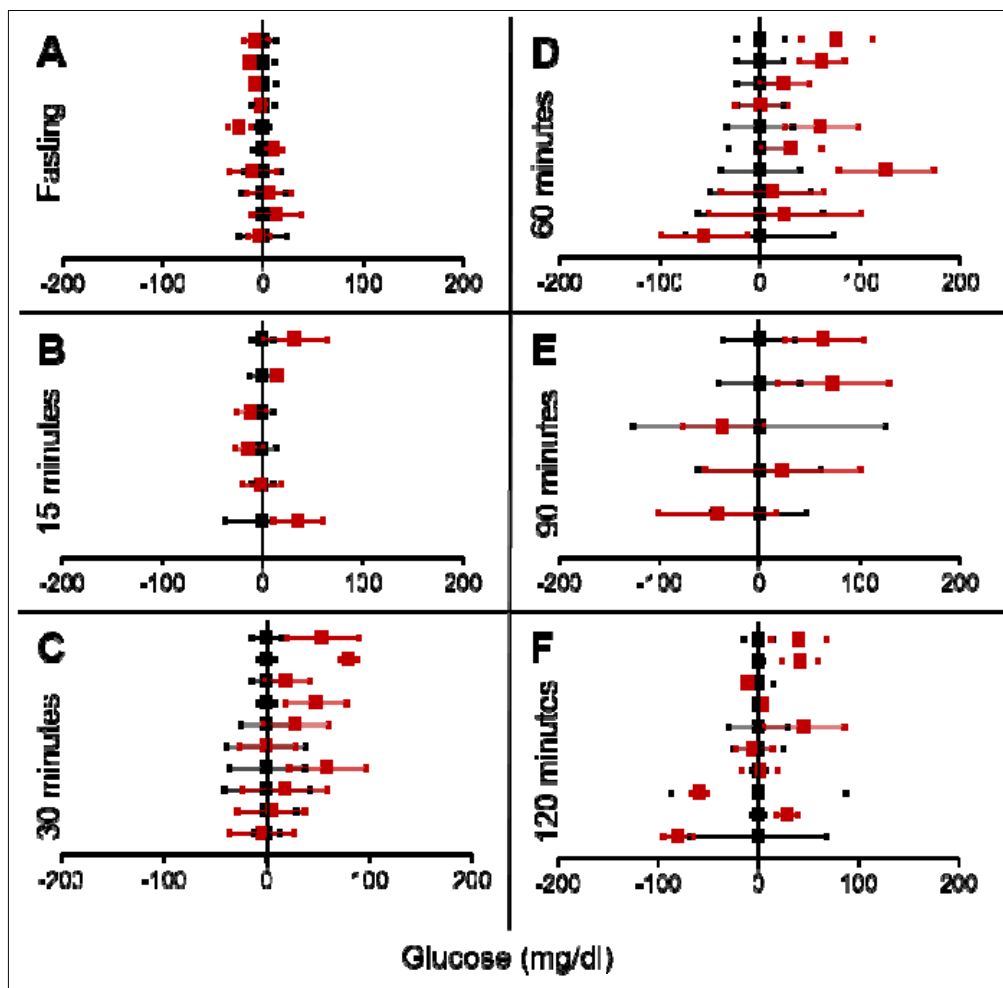 A
Fasting
-200 -100 0 100 200
D
60 minutes
-200 -100 0 100 200
B
15 minutes
-200 -100 0 100 200
E
90 minutes
-200 -100 0 100 200
C
30 minutes
-200 -100 0 100 200
F
120 minutes
-200 -100 0 100 200
Glucose (mg/dl)